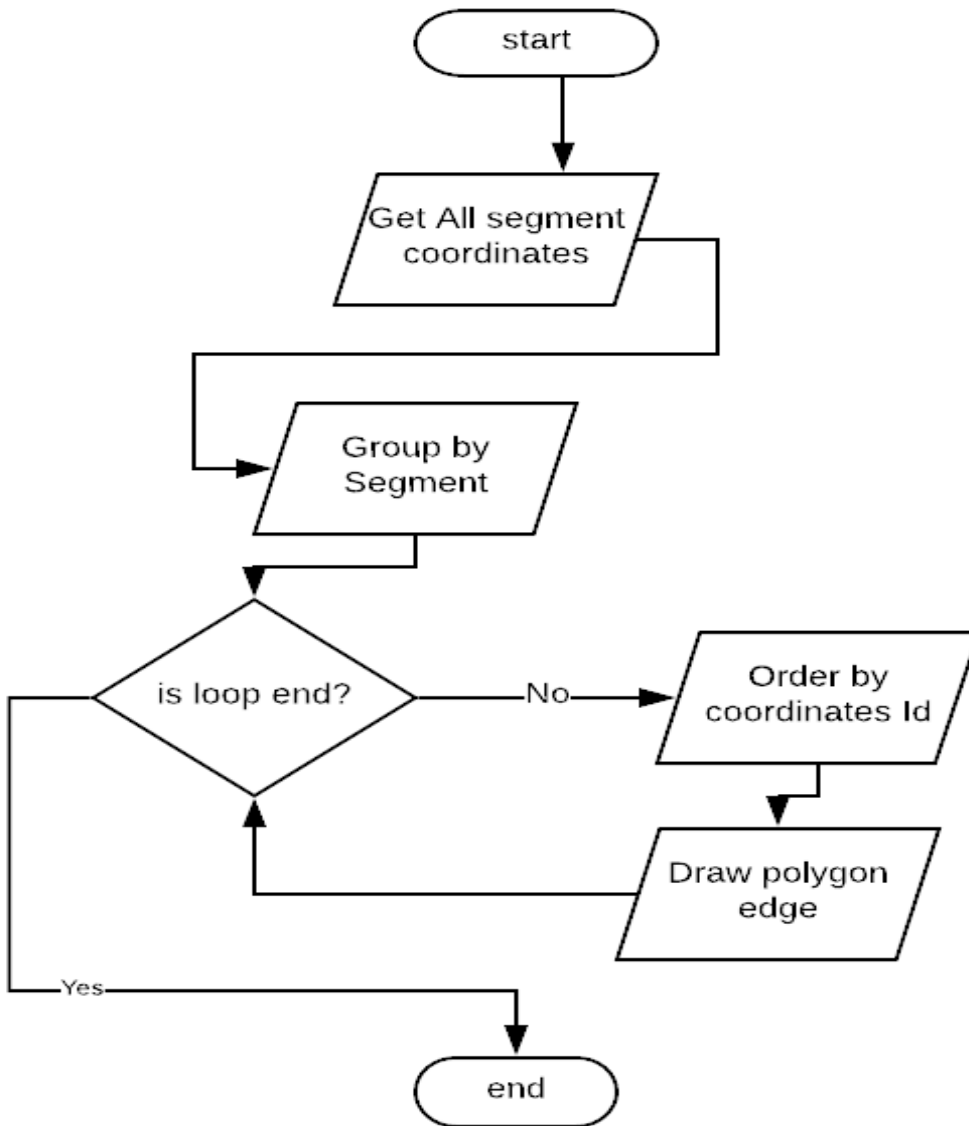 start
Get All segment
coordinates
Group by
Segment
is loop end?
No
Order by
coordinates Id
Draw polygon
edge
Yes
end